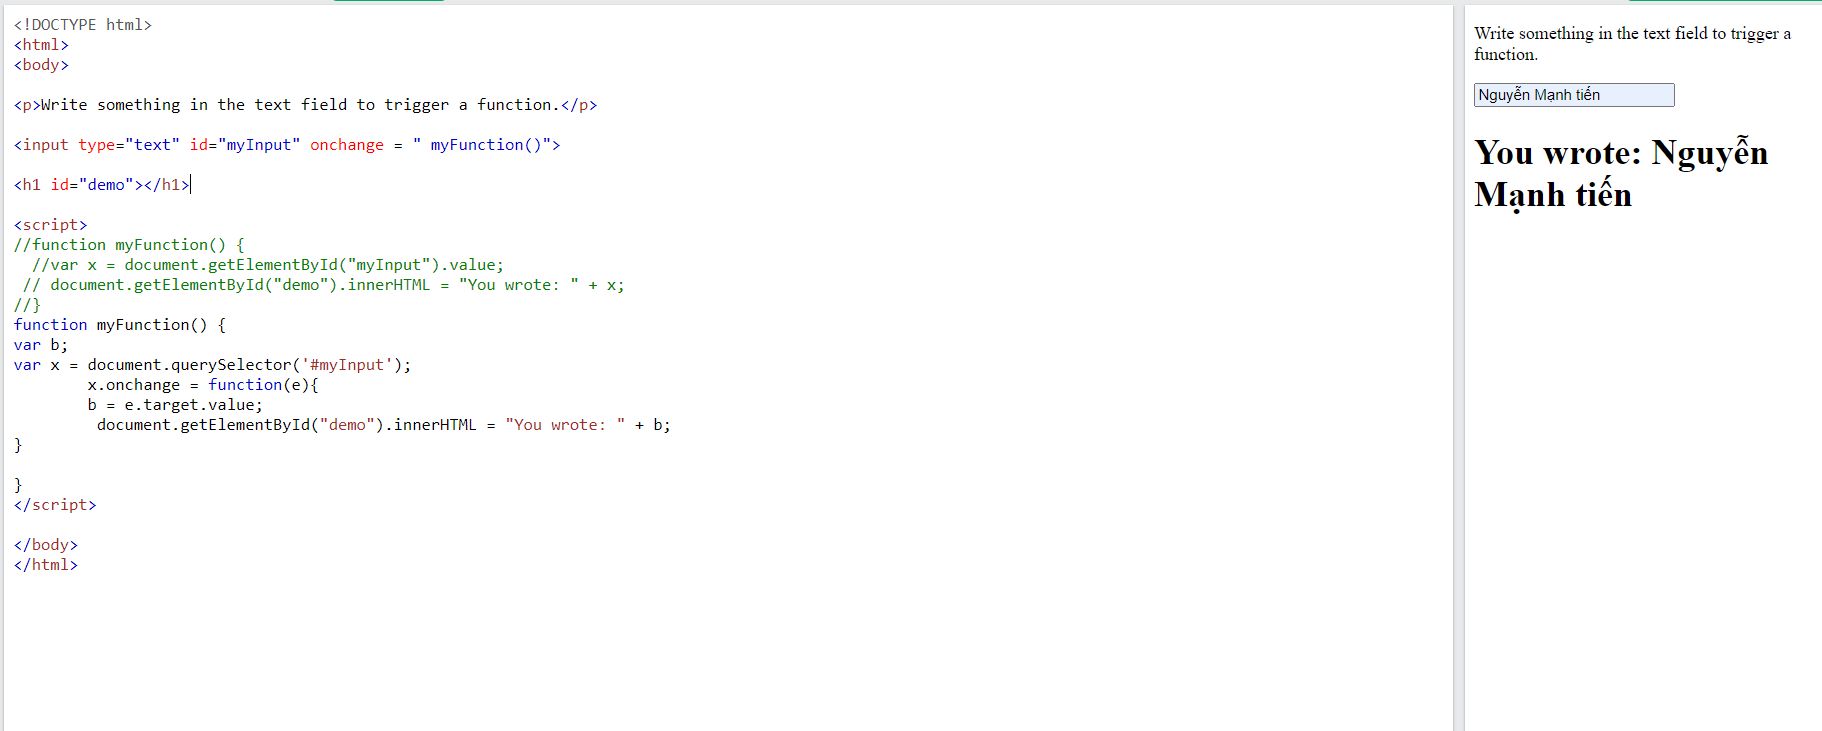 <!DOCTYPE html>
<html>
<body>
<p>Write something in the text field to trigger a function.</p>
<input type="text" id="myInput" onchange = " myFunction()">
<h1 id="demo"></h1>
<script>
//function myFunction() {
  //var x = document.getElementById("myInput").value;
 // document.getElementById("demo").innerHTML = "You wrote: " + x;
//}
function myFunction() {
var b;
var x = document.querySelector('#myInput');
        x.onchange = function(e){
        b = e.target.value;
         document.getElementById("demo").innerHTML = "You wrote: " + b;
}
}
</script>
</body>
</html>
Write something in the text field to trigger a
function.
Nguyễn Mạnh tiến
You wrote: Nguyễn
Mạnh tiến